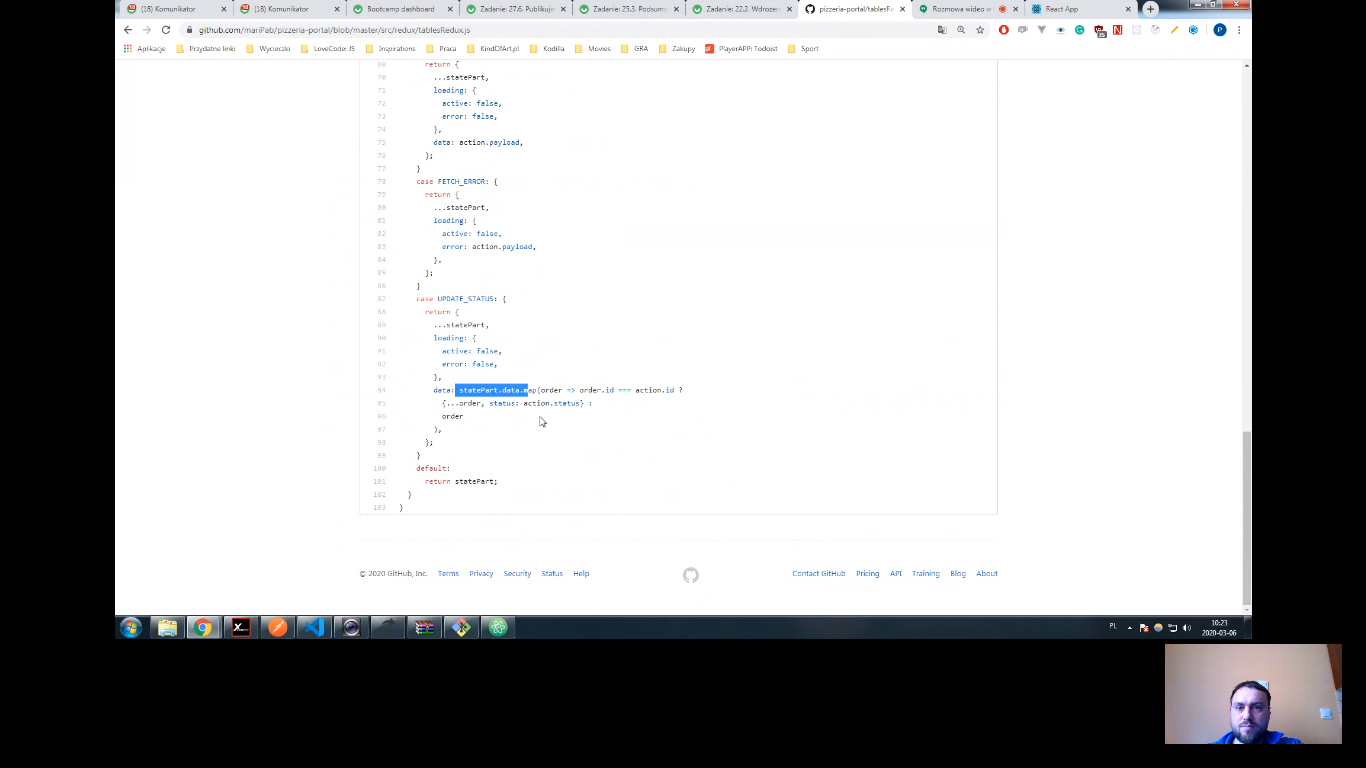 (18) Komunikator
(18) Komunikator
Bootcamp dashboard
Zadanie: 27.6. Publikuje
Zadanie: 25.3. Podsumo
Zadanie: 22.2. Wdrożen
pizzeria-portal/tablesRe
Rozmowa wideo w
React App
github.com/mariFab/pizzeria-portal/blob/master/src/redux/tablesRedux.js
Aplikacje
Przydatne linki
Wycieczki
LoveCode: JS
Inspirations
Praca
KindOfArt.pl
Kodilla
Movies
GRA
Zakupy
PlayerAPP: Todoist
Sport
69 return {
70 ...statePart,
71 loading: {
72 active: false,
73 error: false,
74 },
75 data: action.payload,
76 };
77 }
78 case FETCH_ERROR: {
79 return {
80 ...statePart,
81 loading: {
82 active: false,
83 error: action.payload,
84 },
85 };
86 }
87 case UPDATE_STATUS: {
88 return {
89 ...statePart,
90 loading: {
91 active: false,
92 error: false,
93 },
94 data: statePart.data.map(order => order.id === action.id ?
95 {...order, status: action.status} :
96 order
97 ),
98 };
99 }
100 default:
101 return statePart;
102 }
103 }
© 2020 GitHub, Inc.
Terms
Privacy
Security
Status
Help
Contact GitHub
Pricing
API
Training
Blog
About
PL
10:23
2020-03-06